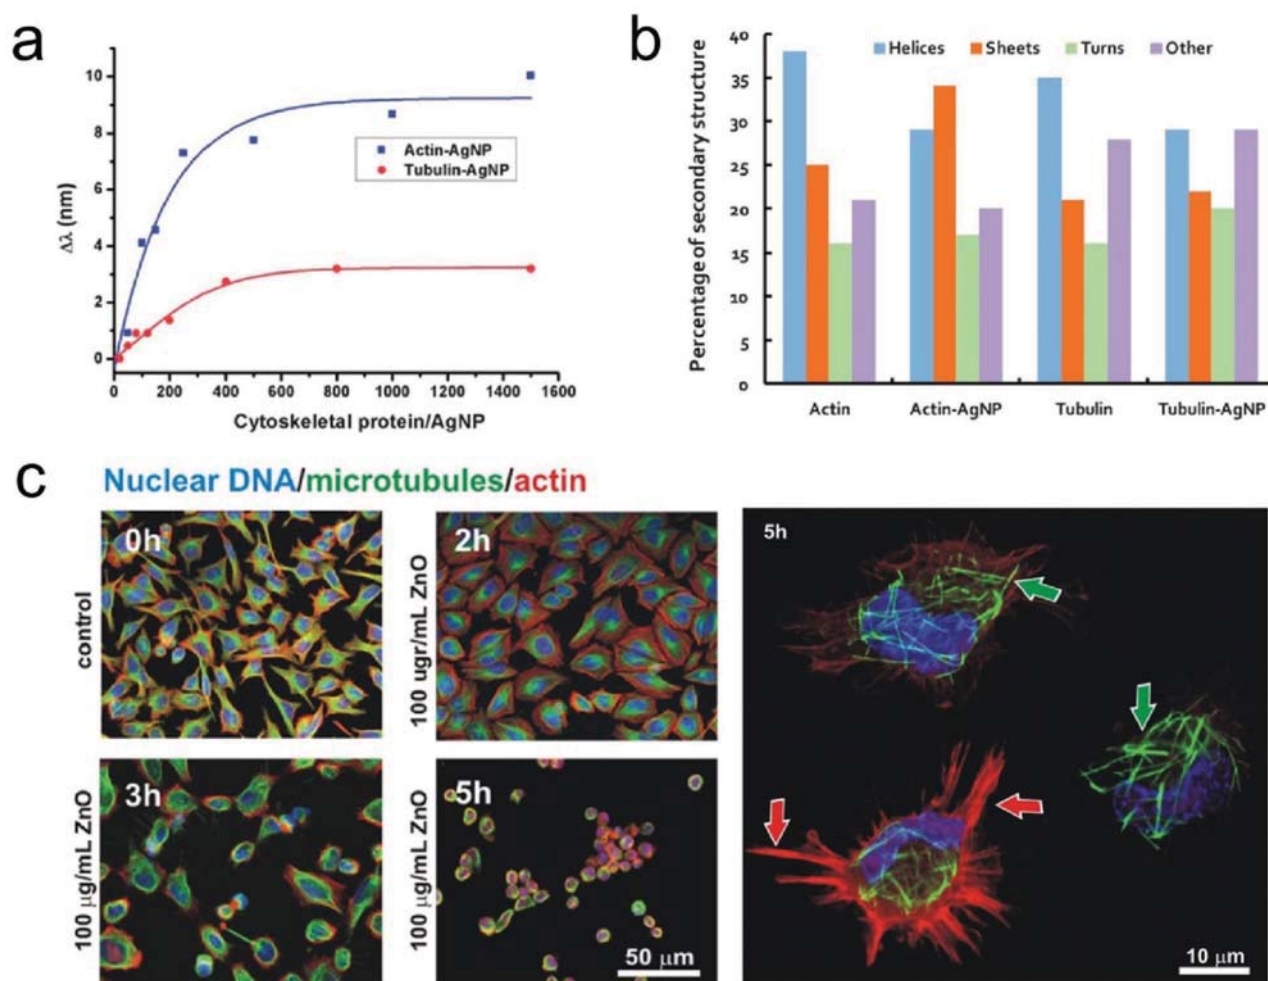 a
10
8
6
4
2
0
Δλ (nm)
Actin-AgNP
Tubulin-AgNP
0 200 400 600 800 1000 1200 1400 1600
Cytoskeletal protein/AgNP
b
40
35
30
25
20
15
10
5
0
Percentage of secondary structure
Helices Sheets Turns Other
Actin Actin-AgNP Tubulin Tubulin-AgNP
c
Nuclear DNA/microtubules/actin
control
0h
100 ugr/mL ZnO
2h
5h
100 µg/mL ZnO
3h
100 µg/mL ZnO
5h
50 µm
10 µm